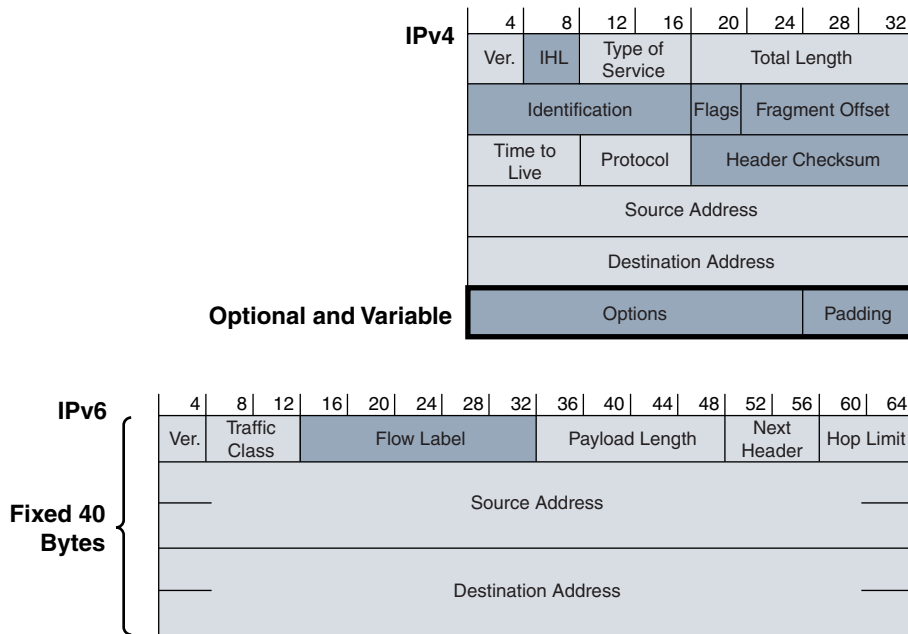 IPv4
4 8 12 16 20 24 28 32
Ver. IHL Type of Service Total Length
Identification Flags Fragment Offset
Time to Live Protocol Header Checksum
Source Address
Destination Address
Optional and Variable Options Padding
IPv6
4 8 12 16 20 24 28 32 36 40 44 48 52 56 60 64
Ver. Traffic Class Flow Label Payload Length Next Header Hop Limit
Fixed 40 Bytes
Source Address
Destination Address